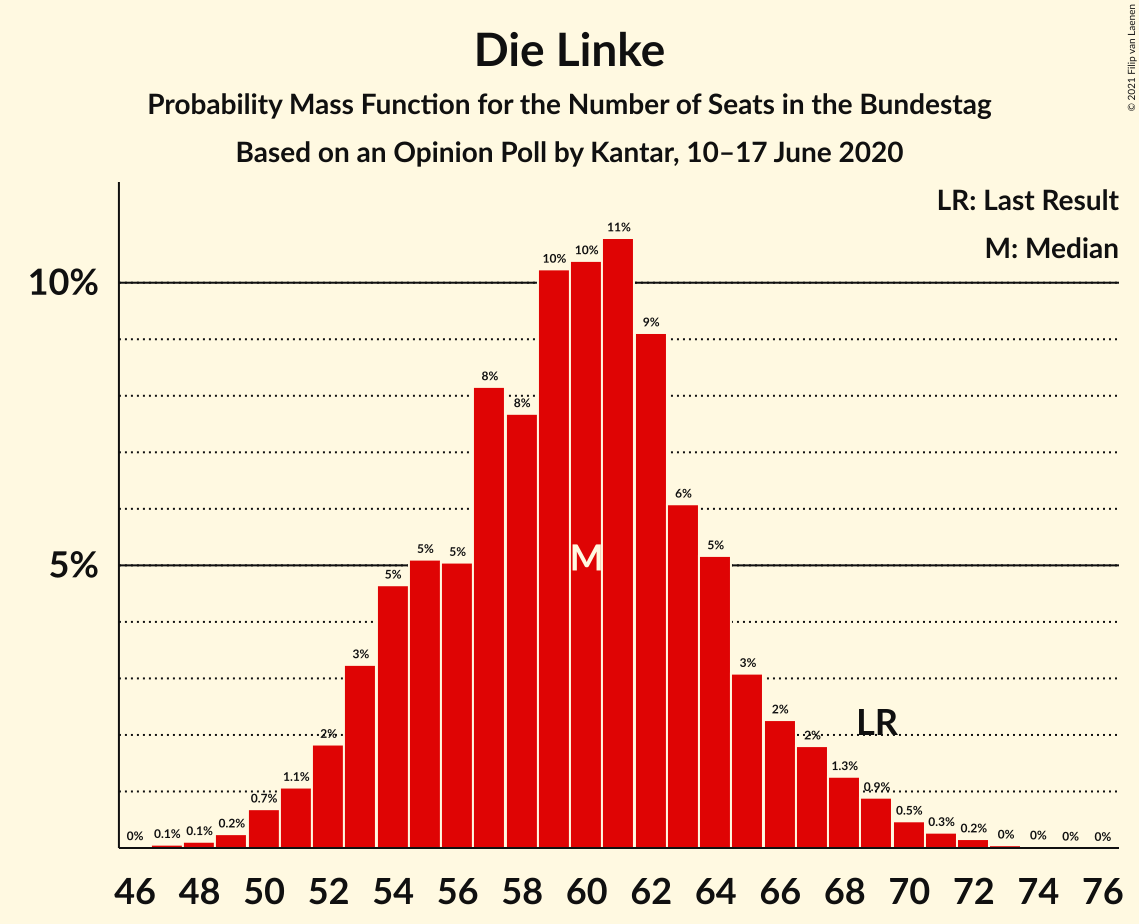 © 2021 Filip van Laenen
Die Linke
Probability Mass Function for the Number of Seats in the Bundestag
Based on an Opinion Poll by Kantar, 10–17 June 2020
LR: Last Result
M: Median
10%
5%
0% 0.1% 0.1% 0.2% 0.7% 1.1% 2% 3% 5% 5% 5% 8% 8% 10% 10% 11% 9% 6% 5% 3% 2% 2% 1.3% 0.9% 0.5% 0.3% 0.2% 0% 0% 0% 0%
M
LR
46 48 50 52 54 56 58 60 62 64 66 68 70 72 74 76